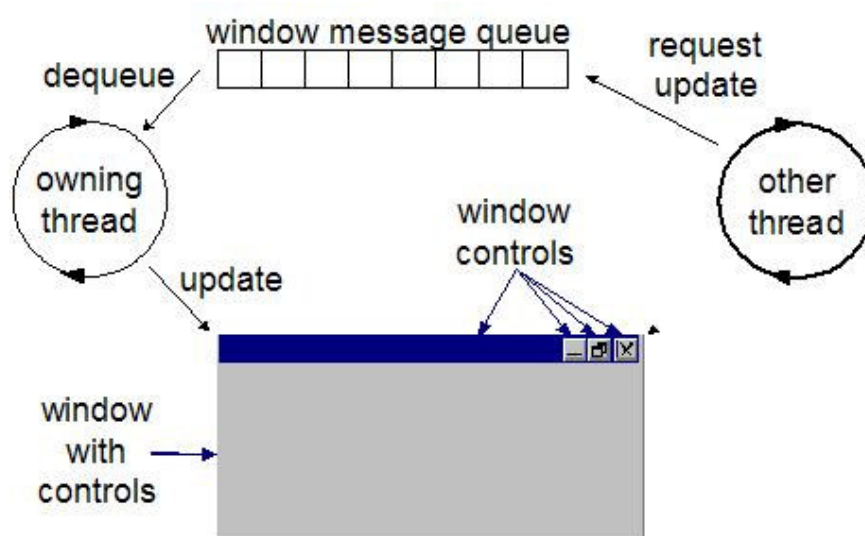 window message queue
dequeue
request
update
owning
thread
other
thread
window
controls
update
window
with
controls